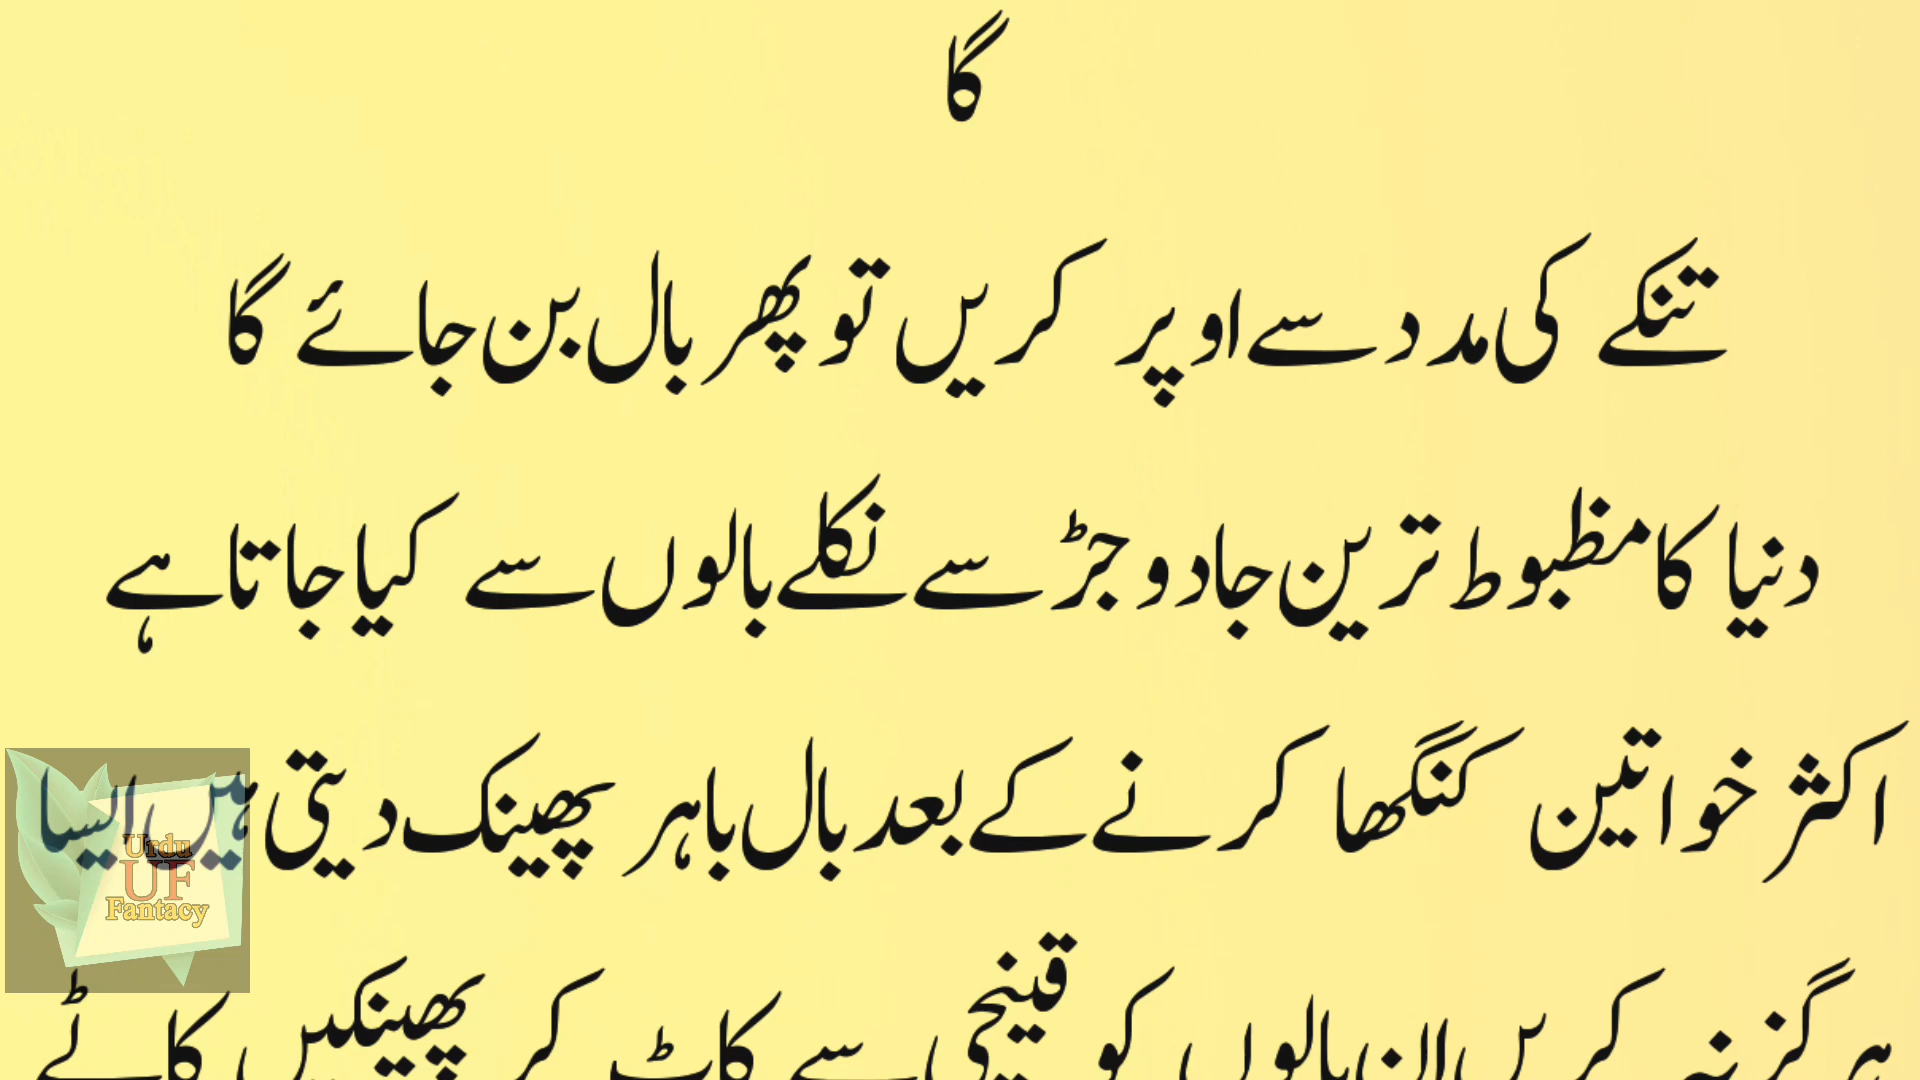 گا
تنکے کی مدد سے اوپر کریں تو پھر بال بن جائے گا
دنیا کا مظبوط ترین جادو جڑ سے نکلے بالوں سے کیا جاتا ہے
اکثر خواتین کنگھا کرنے کے بعد بال باہر پھینک دیتی ہیں ایسا
ہرگز نہ کریں ان بالوں کو قینچی سے کاٹ کر پھینکیں کاٹے
Urdu
UF
Fantacy